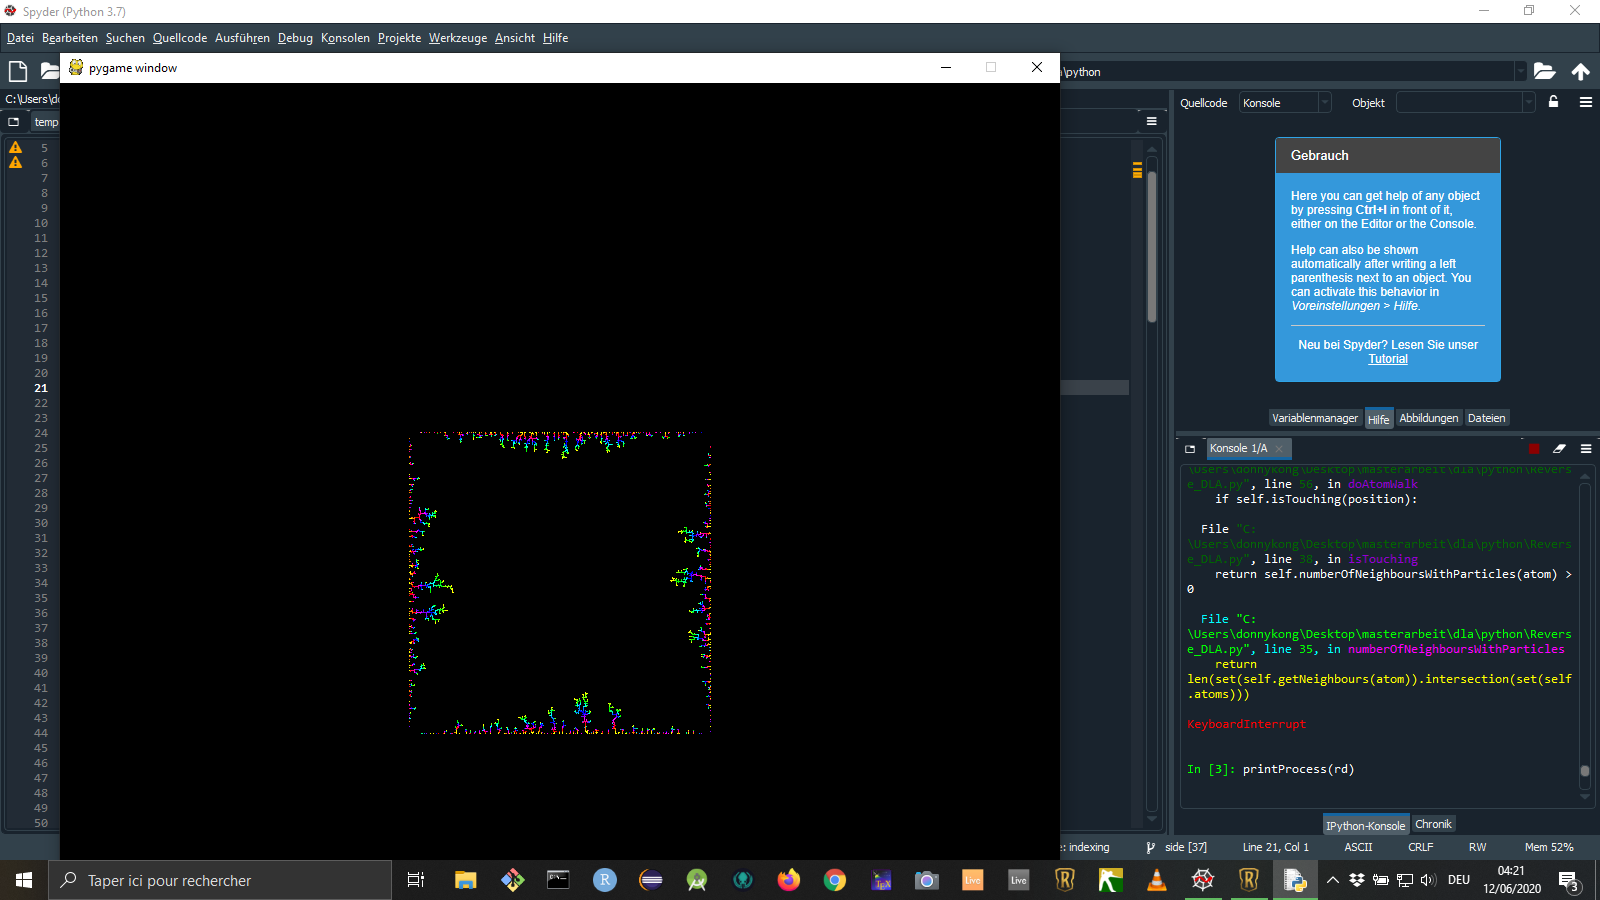 Spyder (Python 3.7)
Datei Bearbeiten Suchen Quellcode Ausführen Debug Konsolen Projekte Werkzeuge Ansicht Hilfe
pygame window
\python
C:\Users\do
temp
5
6
7
8
9
10
11
12
13
14
15
16
17
18
19
20
21
22
23
24
25
26
27
28
29
30
31
32
33
34
35
36
37
38
39
40
41
42
43
44
45
46
47
48
49
50
Quellcode Konsole Objekt
Gebrauch
Here you can get help of any object
by pressing Ctrl+I in front of it,
either on the Editor or the Console.
Help can also be shown
automatically after writing a left
parenthesis next to an object. You
can activate this behavior in
Voreinstellungen > Hilfe.
Neu bei Spyder? Lesen Sie unser
Tutorial
Variablenmanager Hilfe Abbildungen Dateien
Konsole 1/A
\Users\donnykong\Desktop\masterarbeit\dla\python\Revers
e_DLA.py", line 56, in doAtomWalk
if self.isTouching(position):
File "C:
\Users\donnykong\Desktop\masterarbeit\dla\python\Revers
e_DLA.py", line 38, in isTouching
return self.numberOfNeighboursWithParticles(atom) >
0
File "C:
\Users\donnykong\Desktop\masterarbeit\dla\python\Revers
e_DLA.py", line 35, in numberOfNeighboursWithParticles
return
len(set(self.getNeighbours(atom)).intersection(set(self
.atoms)))
KeyboardInterrupt
In [3]: printProcess(rd)
IPython-Konsole Chronik
: indexing side [37] Line 21, Col 1 ASCII CRLF RW Mem 52%
Taper ici pour rechercher
R
TEX
Live
Live
DEU
04:21
12/06/2020
3